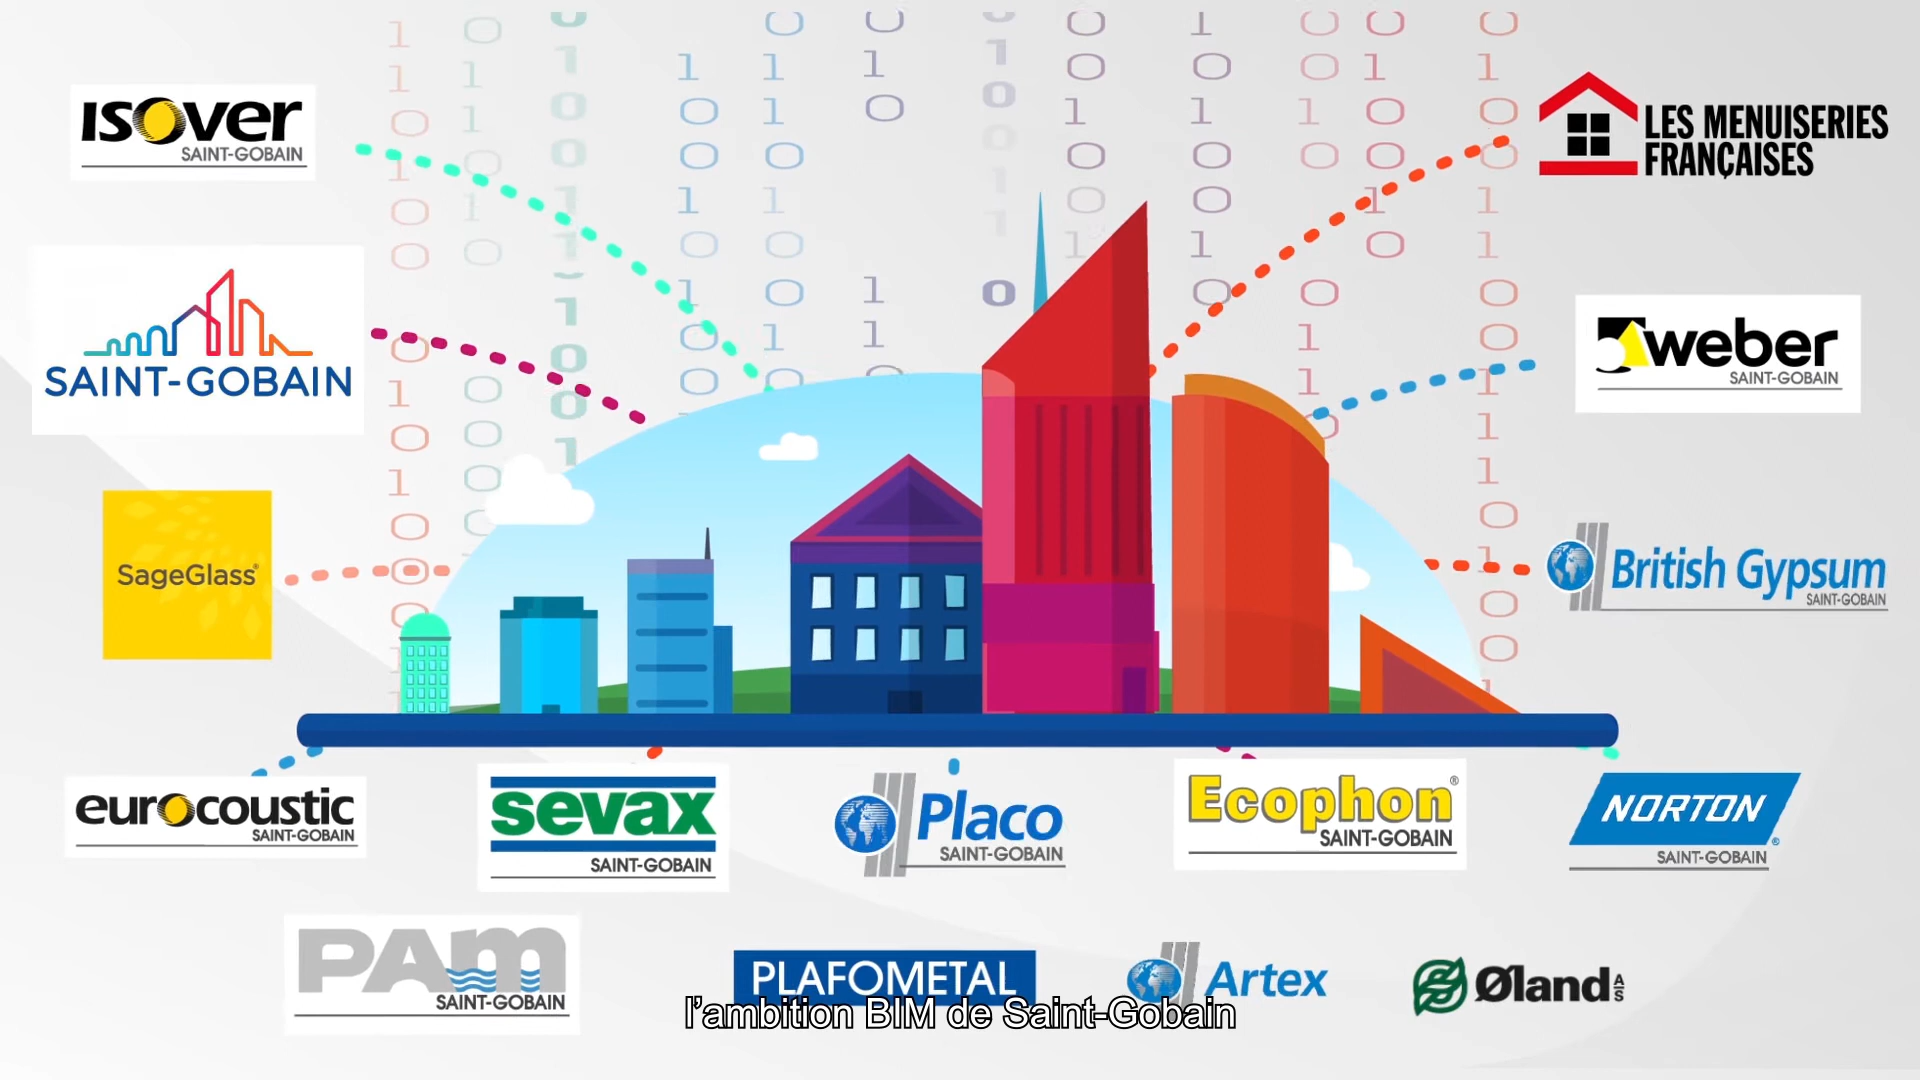 ISOver
SAINT-GOBAIN
LES MENUISERIES
FRANÇAISES
SAINT-GOBAIN
weber
SAINT-GOBAIN
SageGlass®
British Gypsum
SAINT-GOBAIN
eurocoustic
SAINT-GOBAIN
sevax
SAINT-GOBAIN
Placo
SAINT-GOBAIN
Ecophon®
SAINT-GOBAIN
NORTON®
SAINT-GOBAIN
PAM
SAINT-GOBAIN
PLAFOMETAL
Artex
Øland AS
l'ambition BIM de Saint-Gobain